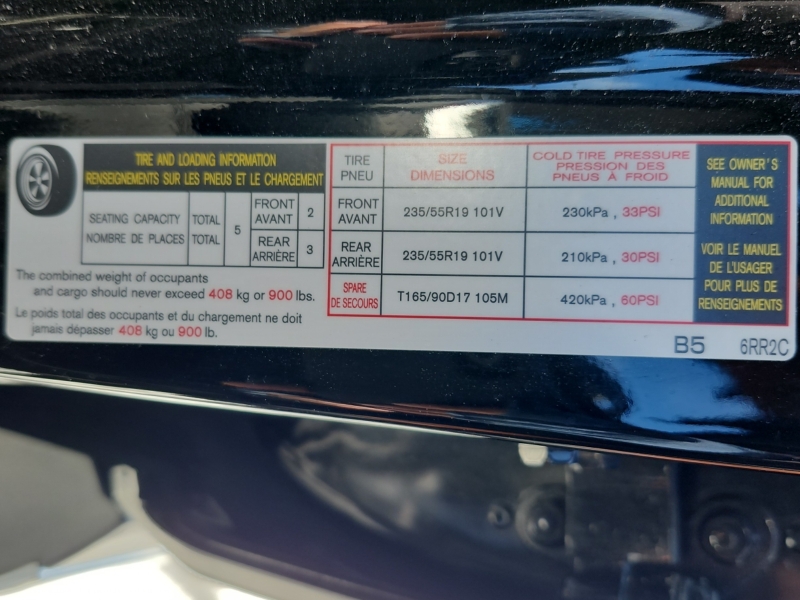 TIRE AND LOADING INFORMATION
RENSEIGNEMENTS SUR LES PNEUS ET LE CHARGEMENT
SEATING CAPACITY TOTAL 5 FRONT AVANT 2
NOMBRE DE PLACES TOTAL REAR ARRIÈRE 3
The combined weight of occupants
and cargo should never exceed 408 kg or 900 lbs.
Le poids total des occupants et du chargement ne doit
jamais dépasser 408 kg ou 900 lb.
TIRE PNEU SIZE DIMENSIONS COLD TIRE PRESSURE PRESSION DES PNEUS À FROID
FRONT AVANT 235/55R19 101V 230kPa , 33PSI
REAR ARRIÈRE 235/55R19 101V 210kPa , 30PSI
SPARE DE SECOURS T165/90D17 105M 420kPa , 60PSI
SEE OWNER'S
MANUAL FOR
ADDITIONAL
INFORMATION
VOIR LE MANUEL
DE L'USAGER
POUR PLUS DE
RENSEIGNEMENTS
B5 6RR2C